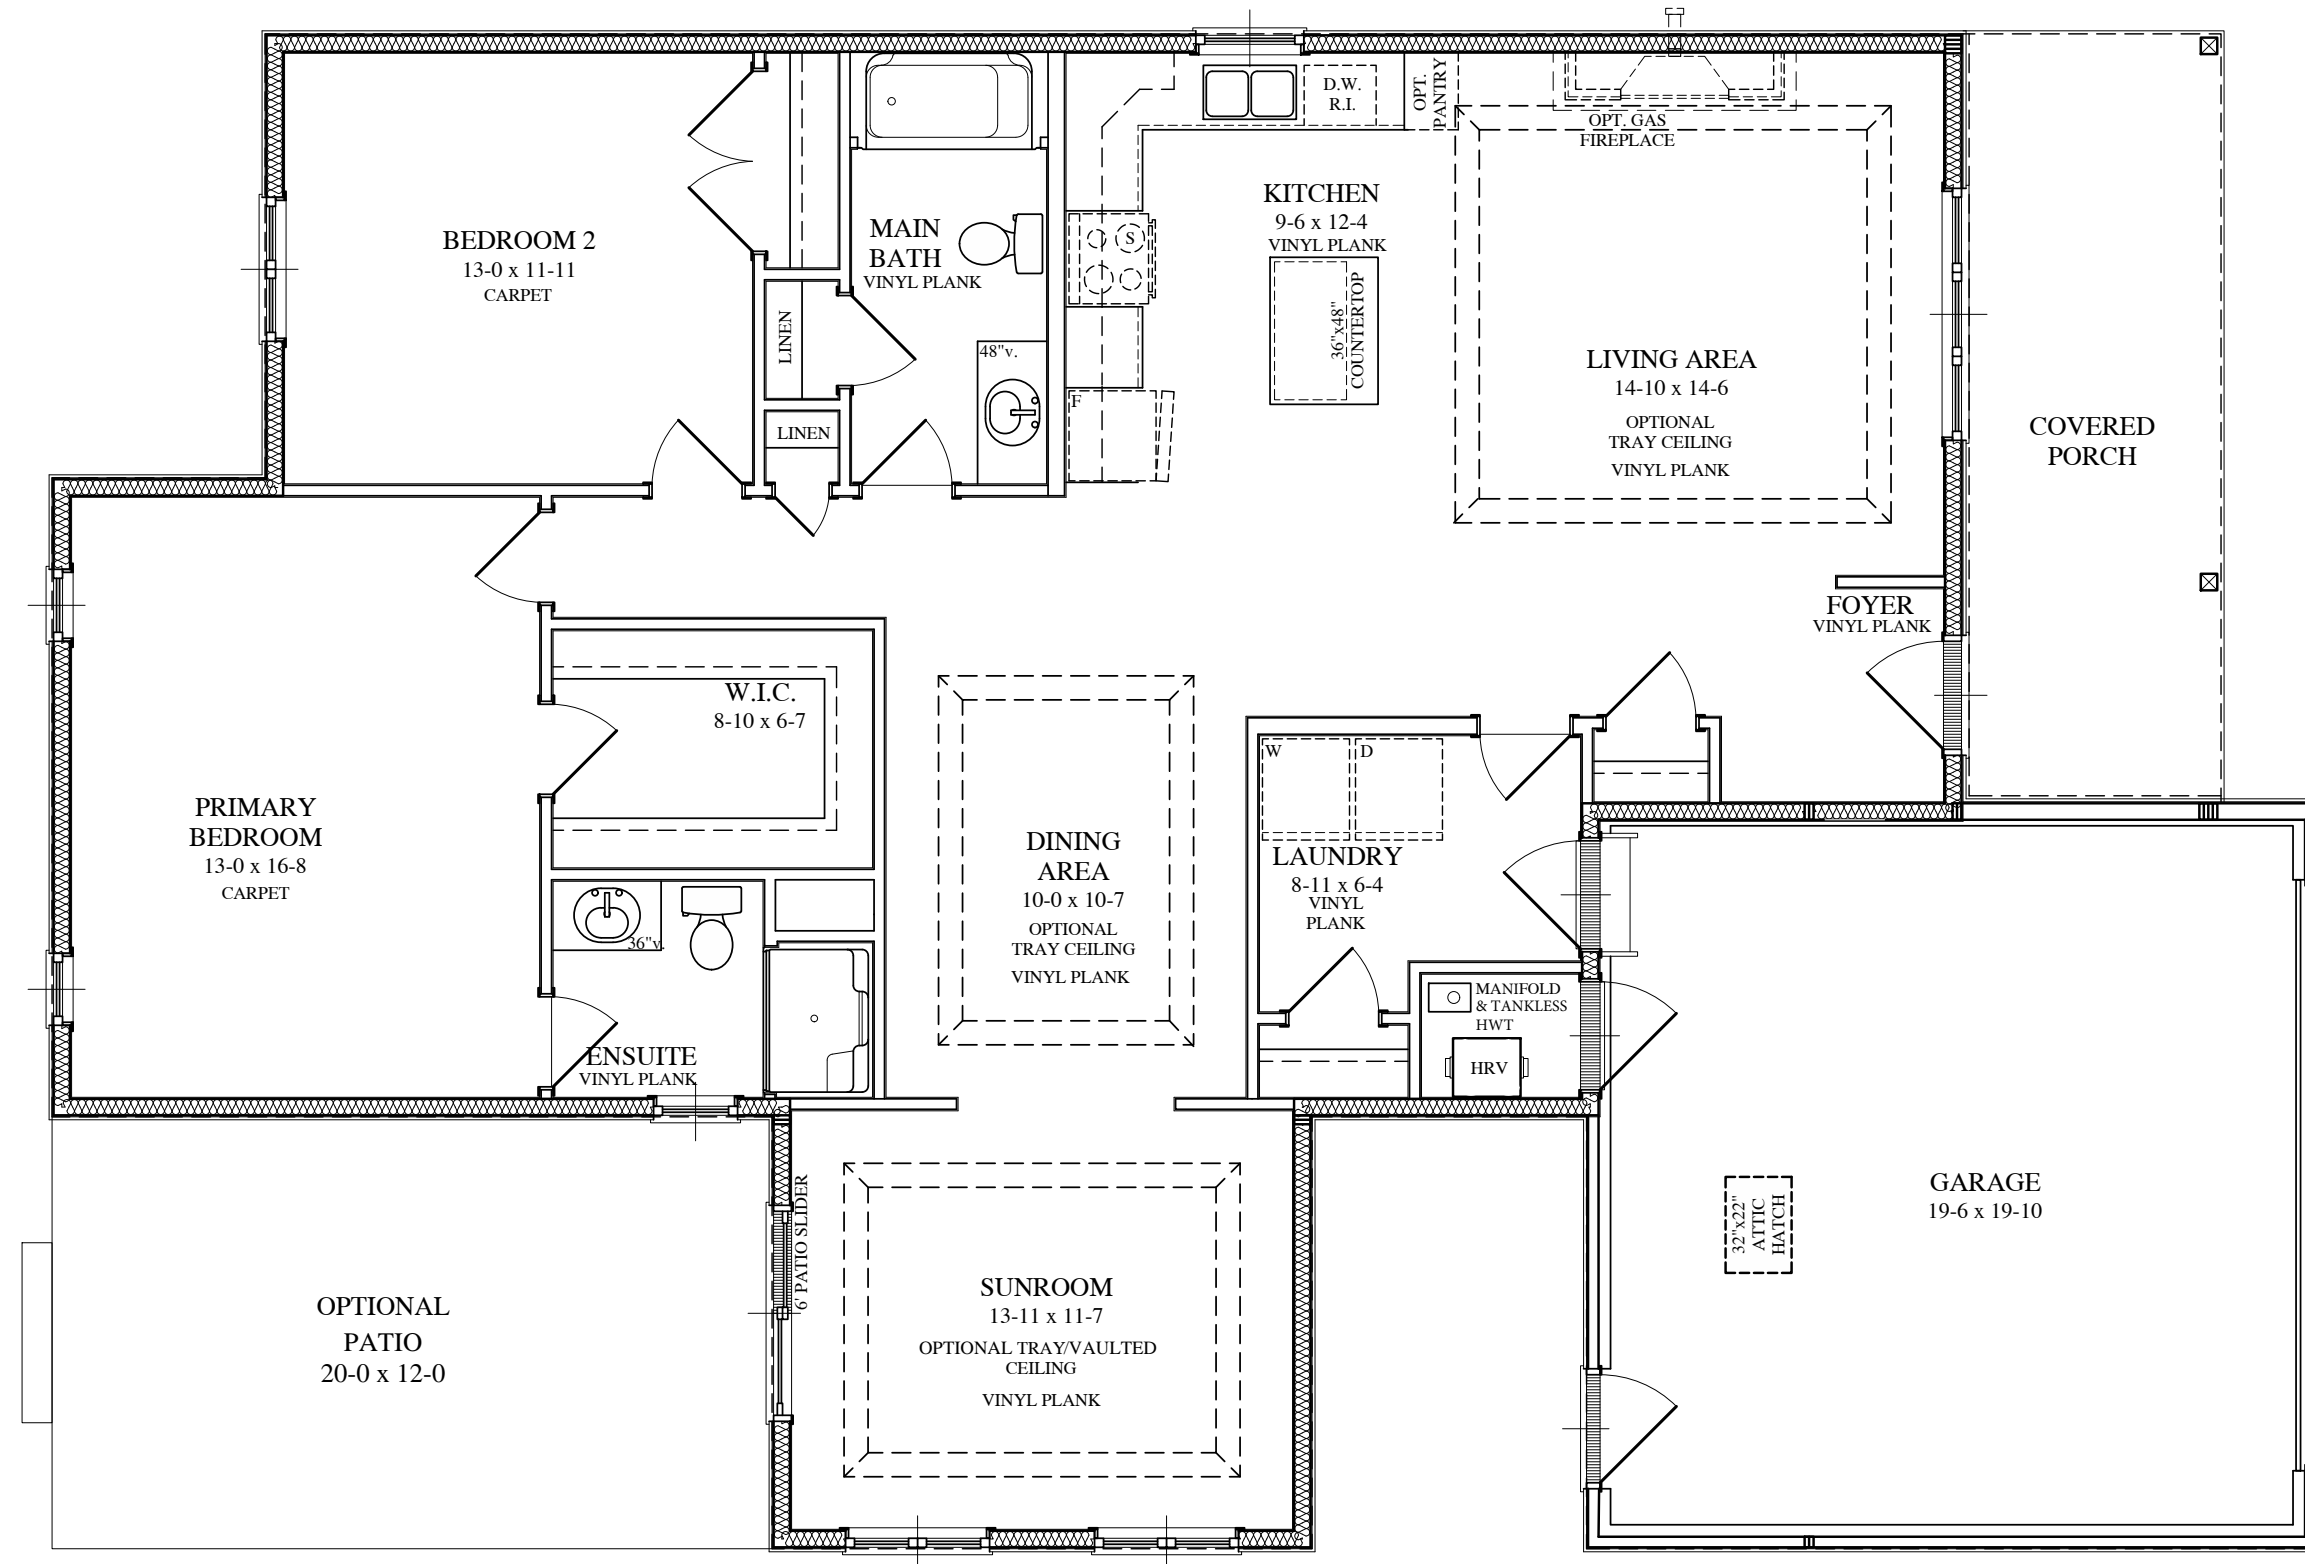 BEDROOM 2
13-0 x 11-11
CARPET
MAIN
BATH
VINYL PLANK
LINEN
LINEN
48"v.
D.W.
R.I.
OPT.
PANTRY
S
F
KITCHEN
9-6 x 12-4
VINYL PLANK
36"x48"
COUNTERTOP
OPT. GAS
FIREPLACE
LIVING AREA
14-10 x 14-6
OPTIONAL
TRAY CEILING
VINYL PLANK
COVERED
PORCH
FOYER
VINYL PLANK
W.I.C.
8-10 x 6-7
PRIMARY
BEDROOM
13-0 x 16-8
CARPET
36"v.
ENSUITE
VINYL PLANK
DINING
AREA
10-0 x 10-7
OPTIONAL
TRAY CEILING
VINYL PLANK
W
D
LAUNDRY
8-11 x 6-4
VINYL
PLANK
MANIFOLD
& TANKLESS
HWT
HRV
OPTIONAL
PATIO
20-0 x 12-0
6' PATIO SLIDER
SUNROOM
13-11 x 11-7
OPTIONAL TRAY/VAULTED
CEILING
VINYL PLANK
32"x22"
ATTIC
HATCH
GARAGE
19-6 x 19-10